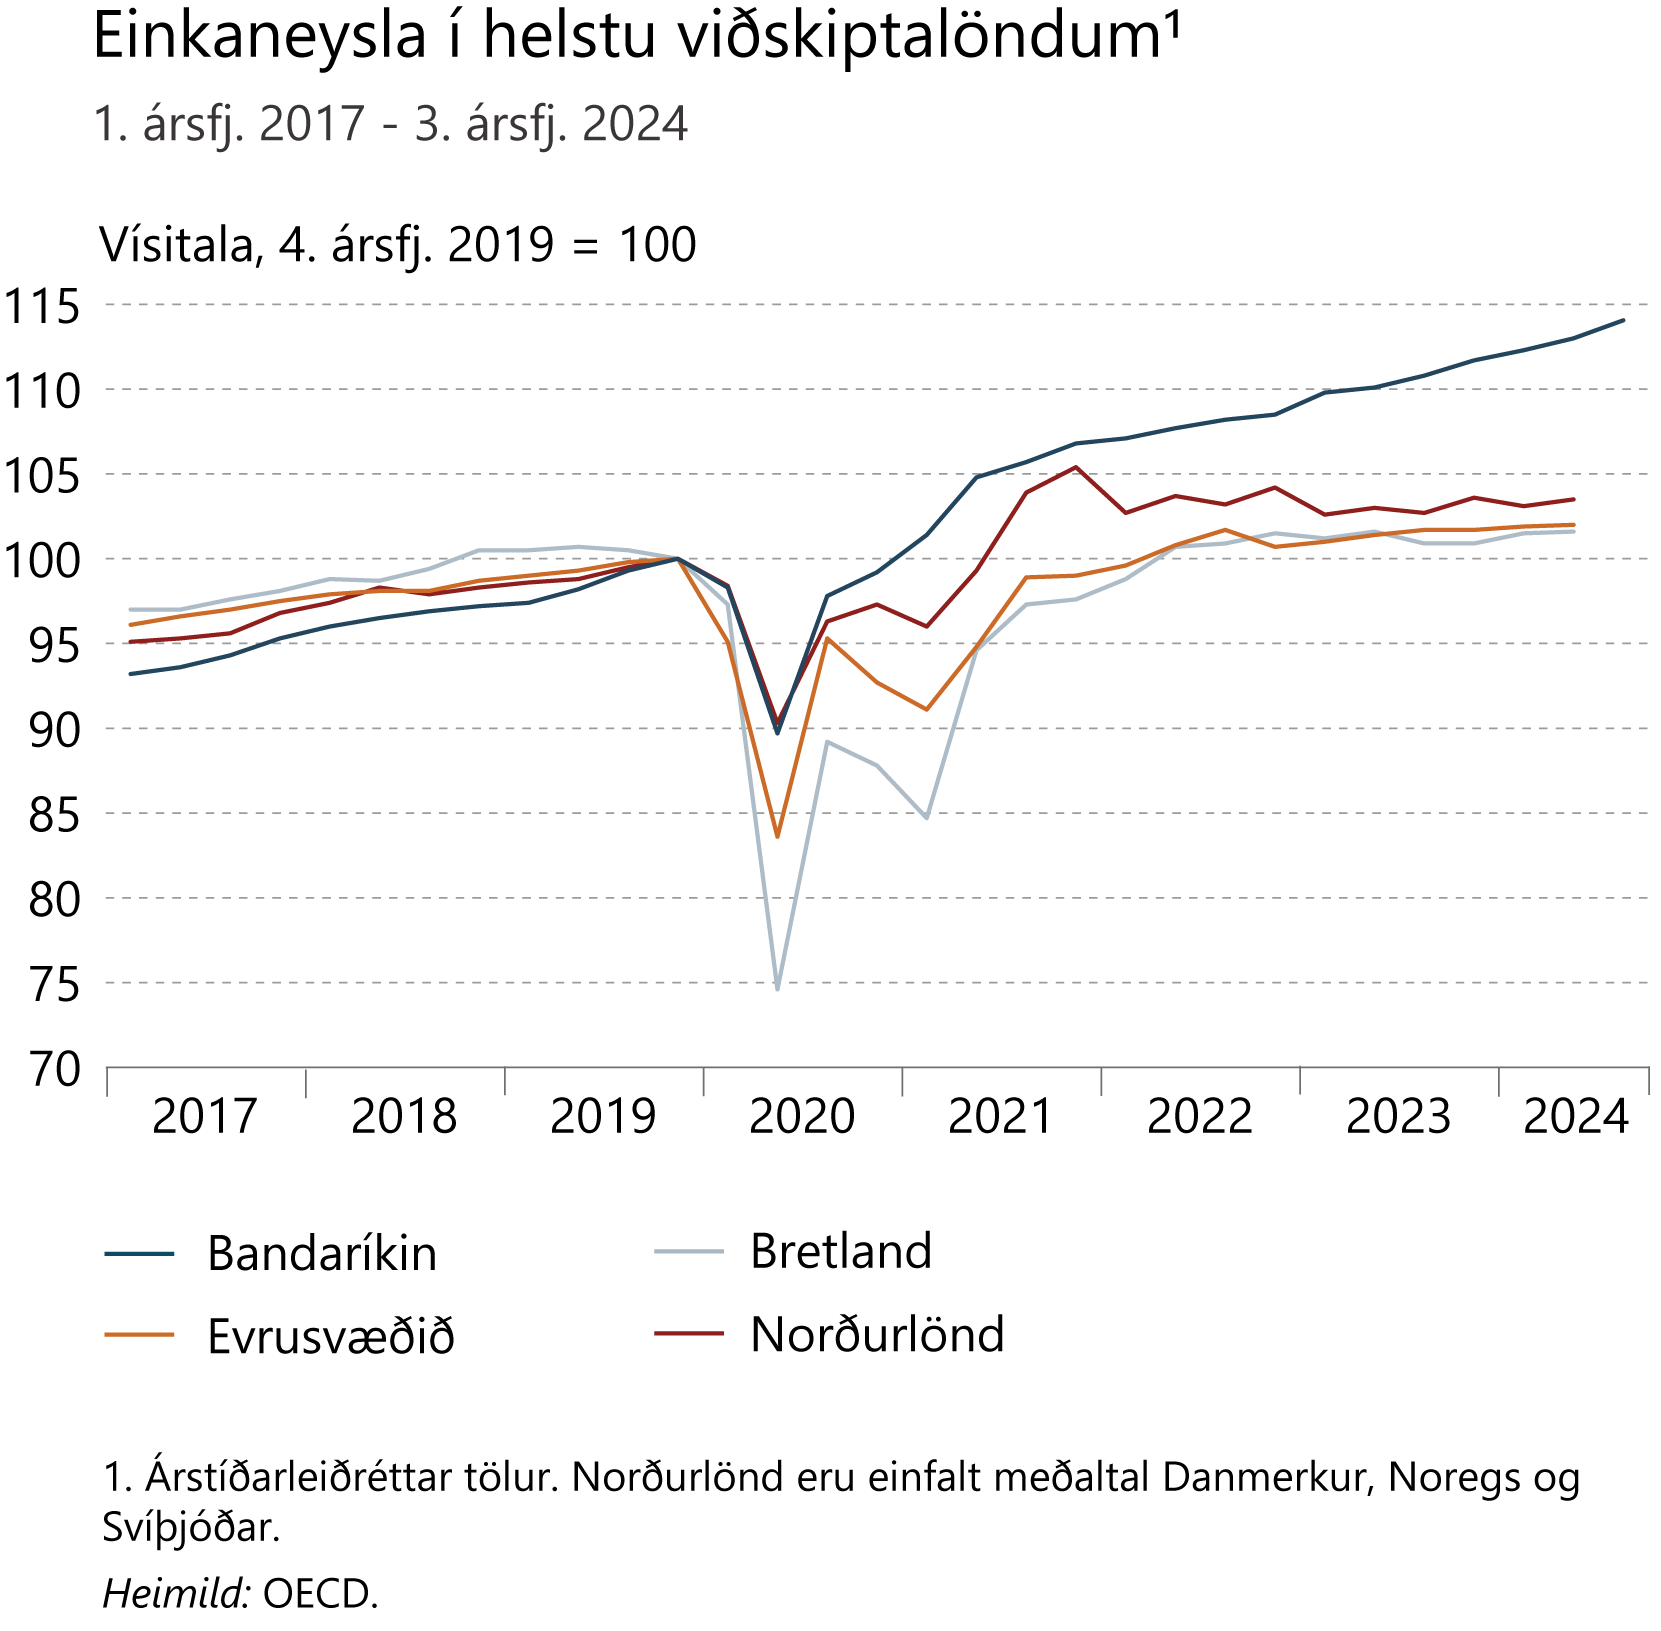 Einkaneysla í helstu viðskiptalöndum¹
1. ársfj. 2017 - 3. ársfj. 2024
Vísitala, 4. ársfj. 2019 = 100
115
110
105
100
95
90
85
80
75
70
2017 2018 2019 2020 2021 2022 2023 2024
Bandaríkin Bretland
Evrusvæðið Norðurlönd
1. Árstíðarleiðréttar tölur. Norðurlönd eru einfalt meðaltal Danmerkur, Noregs og
Svíþjóðar.
Heimild: OECD.